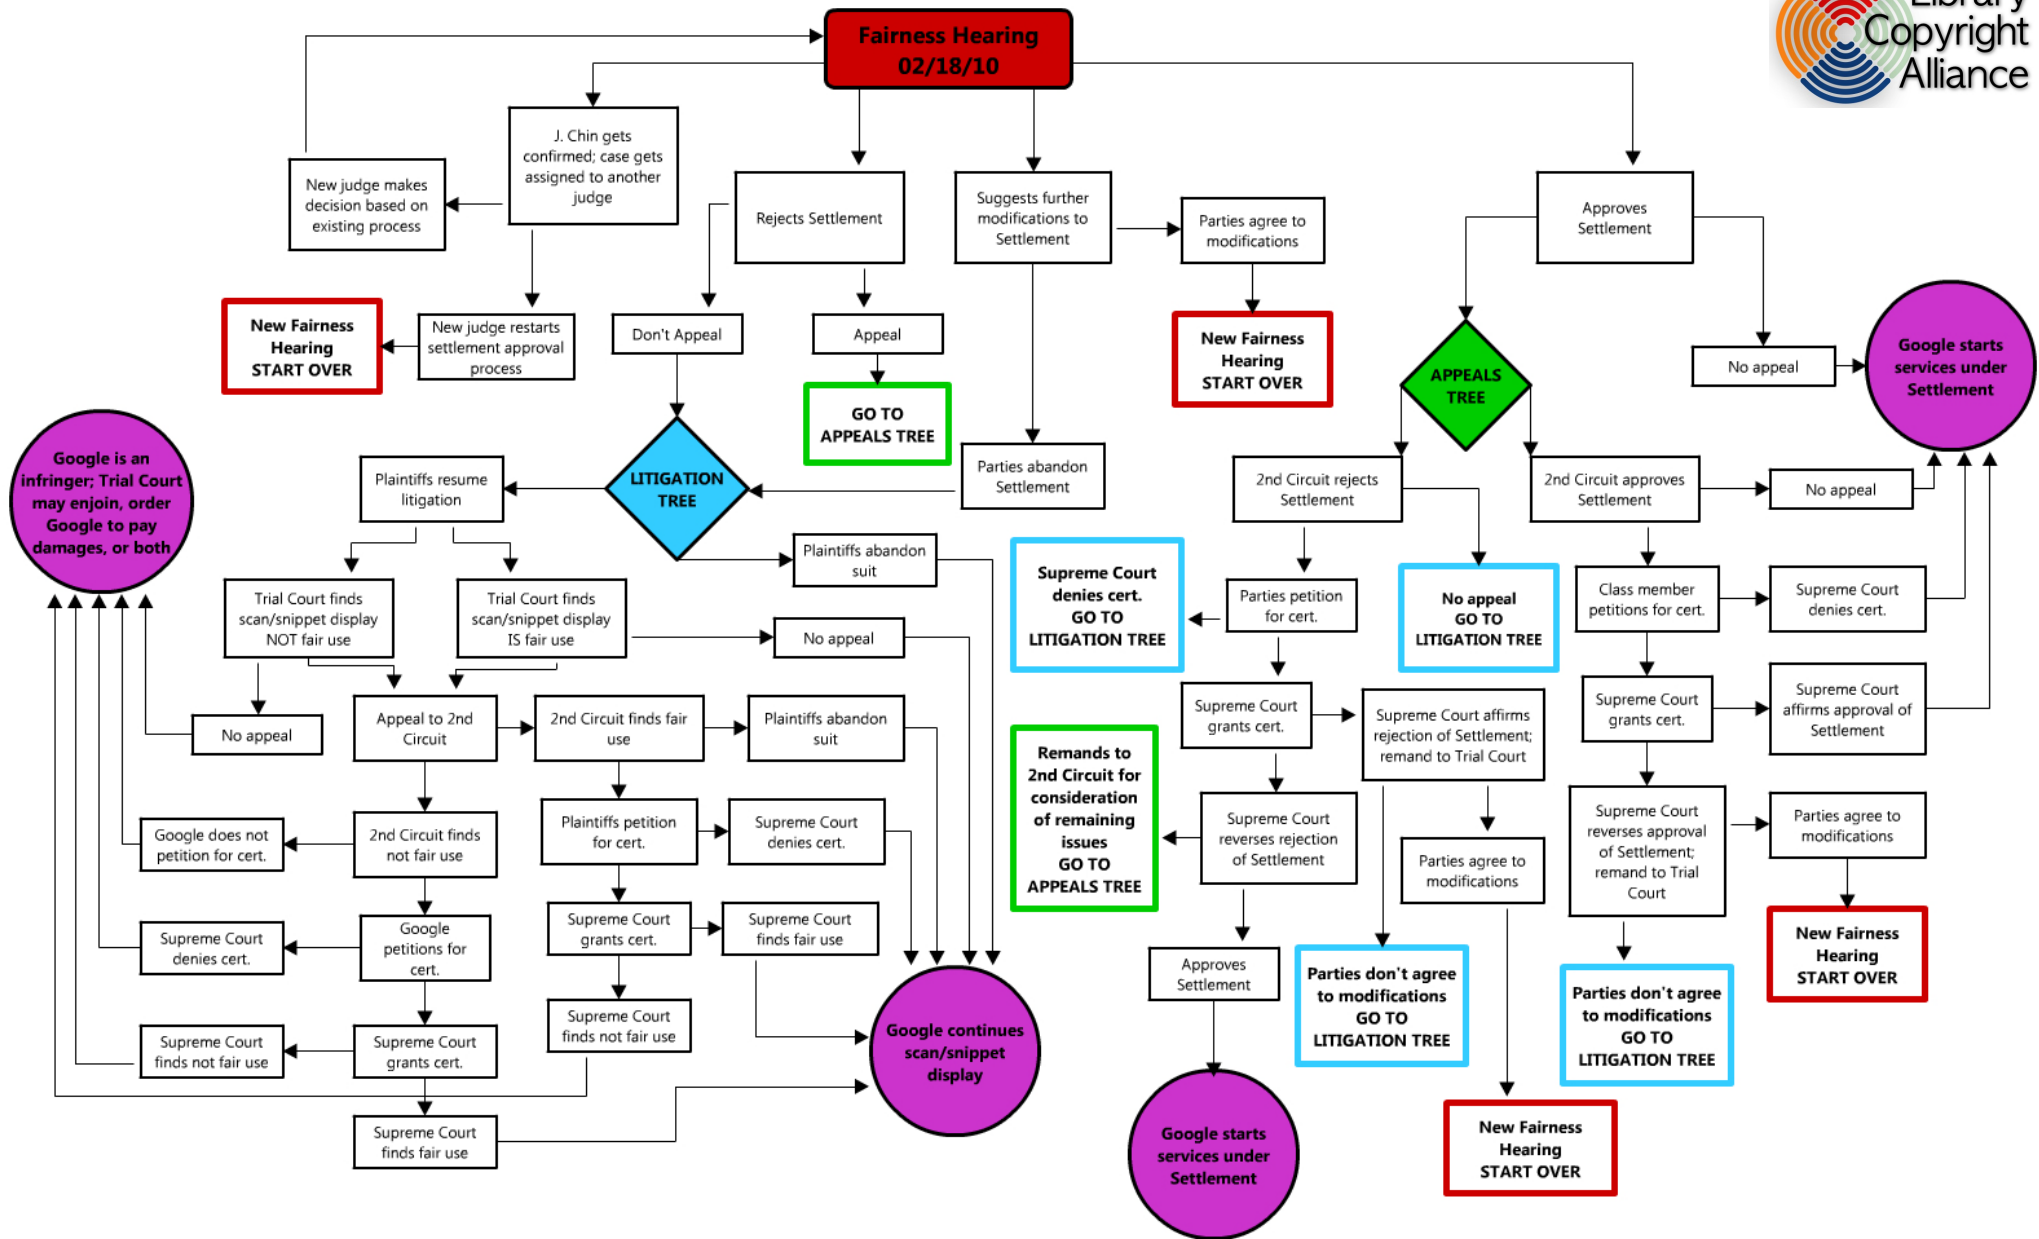 Library
Copyright
Alliance
Fairness Hearing
02/18/10
J. Chin gets
confirmed; case gets
assigned to another
judge
New judge makes
decision based on
existing process
Rejects Settlement
Suggests further
modifications to
Settlement
Parties agree to
modifications
Approves
Settlement
New Fairness
Hearing
START OVER
New judge restarts
settlement approval
process
Don't Appeal
Appeal
New Fairness
Hearing
START OVER
APPEALS
TREE
No appeal
Google starts
services under
Settlement
GO TO
APPEALS TREE
Google is an
infringer; Trial Court
may enjoin, order
Google to pay
damages, or both
Plaintiffs resume
litigation
LITIGATION
TREE
Parties abandon
Settlement
2nd Circuit rejects
Settlement
2nd Circuit approves
Settlement
No appeal
Plaintiffs abandon
suit
Supreme Court
denies cert.
GO TO
LITIGATION TREE
Parties petition
for cert.
No appeal
GO TO
LITIGATION TREE
Class member
petitions for cert.
Supreme Court
denies cert.
Trial Court finds
scan/snippet display
NOT fair use
Trial Court finds
scan/snippet display
IS fair use
No appeal
No appeal
Appeal to 2nd
Circuit
2nd Circuit finds fair
use
Plaintiffs abandon
suit
Supreme Court
grants cert.
Supreme Court affirms
rejection of Settlement;
remand to Trial Court
Supreme Court
grants cert.
Supreme Court
affirms approval of
Settlement
Remands to
2nd Circuit for
consideration
of remaining
issues
GO TO
APPEALS TREE
Google does not
petition for cert.
2nd Circuit finds
not fair use
Plaintiffs petition
for cert.
Supreme Court
denies cert.
Supreme Court
reverses rejection
of Settlement
Parties agree to
modifications
Supreme Court
reverses approval
of Settlement;
remand to Trial
Court
Parties agree to
modifications
Supreme Court
denies cert.
Google
petitions for
cert.
Supreme Court
grants cert.
Supreme Court
finds fair use
Approves
Settlement
Parties don't agree
to modifications
GO TO
LITIGATION TREE
Parties don't agree
to modifications
GO TO
LITIGATION TREE
New Fairness
Hearing
START OVER
Supreme Court
finds not fair use
Supreme Court
grants cert.
Supreme Court
finds not fair use
Google continues
scan/snippet
display
Supreme Court
finds fair use
Google starts
services under
Settlement
New Fairness
Hearing
START OVER